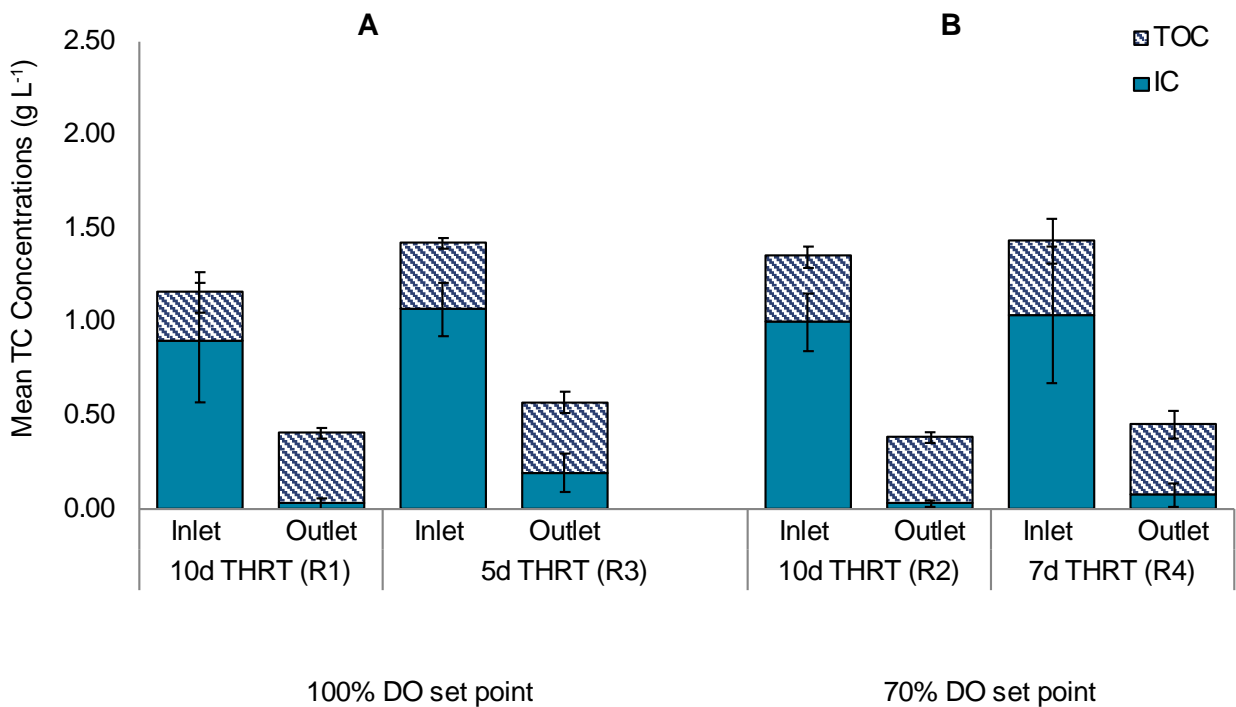 A
B
TOC
IC
Mean TC Concentrations (g L-1)
2.50
2.00
1.50
1.00
0.50
0.00
Inlet Outlet Inlet Outlet Inlet Outlet Inlet Outlet
10d THRT (R1) 5d THRT (R3) 10d THRT (R2) 7d THRT (R4)
100% DO set point 70% DO set point